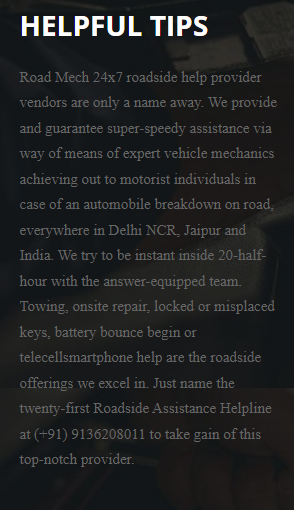 HELPFUL TIPS
Road Mech 24x7 roadside help provider
vendors are only a name away. We provide
and guarantee super-speedy assistance via
way of means of expert vehicle mechanics
achieving out to motorist individuals in
case of an automobile breakdown on road,
everywhere in Delhi NCR, Jaipur and
India. We try to be instant inside 20-half-
hour with the answer-equipped team.
Towing, onsite repair, locked or misplaced
keys, battery bounce begin or
telecellsmartphone help are the roadside
offerings we excel in. Just name the
twenty-first Roadside Assistance Helpline
at (+91) 9136208011 to take gain of this
top-notch provider.